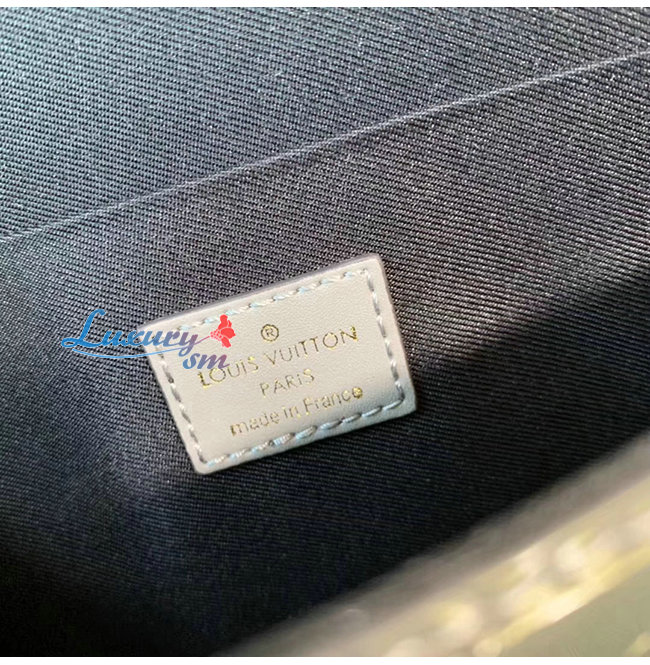 Luxury
sm
®
LOUIS VUITTON
PARIS
made in France